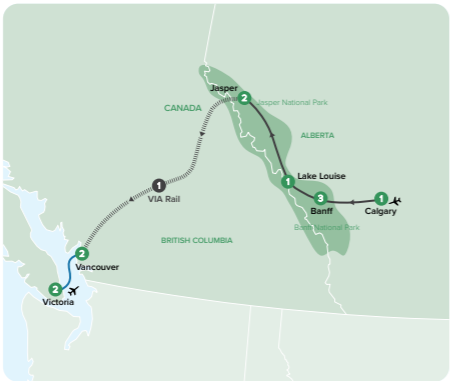 Jasper
2
Jasper National Park
CANADA
ALBERTA
Lake Louise
1
1
VIA Rail
3
1
Banff
Calgary
Banff National Park
BRITISH COLUMBIA
2
Vancouver
2
Victoria